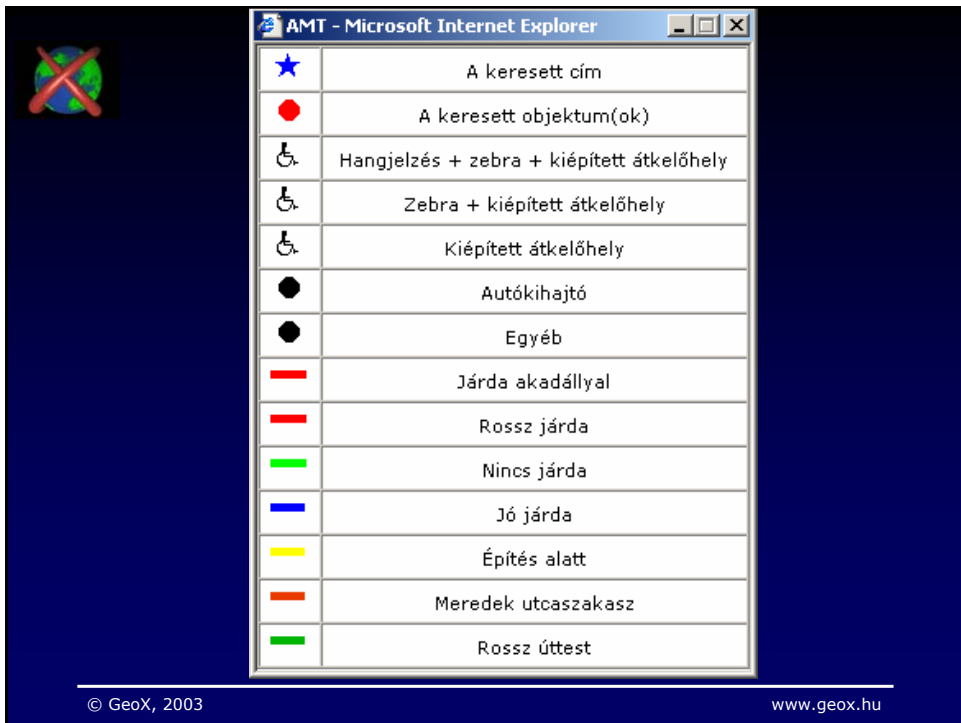 AMT - Microsoft Internet Explorer
A keresett cím
A keresett objektum(ok)
Hangjelzés + zebra + kiépített átkelőhely
Zebra + kiépített átkelőhely
Kiépített átkelőhely
Autókihajtó
Egyéb
Járda akadállyal
Rossz járda
Nincs járda
Jó járda
Építés alatt
Meredek utcaszakasz
Rossz úttest
© GeoX, 2003
www.geox.hu